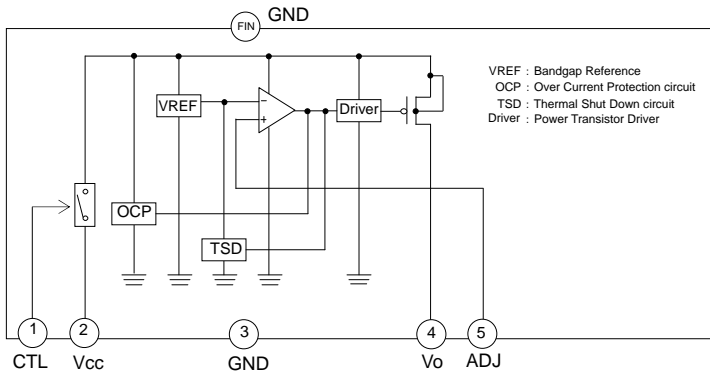 FIN GND
VREF : Bandgap Reference
OCP : Over Current Protection circuit
TSD : Thermal Shut Down circuit
Driver : Power Transistor Driver
VREF
−
+
Driver
OCP
TSD
1 2 3 4 5
CTL Vcc GND Vo ADJ